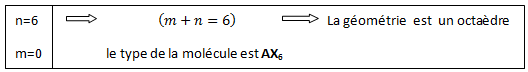 n=6 ⟹ (m + n = 6) ⟹ La géométrie est un octaèdre
m=0 le type de la molécule est AX₆